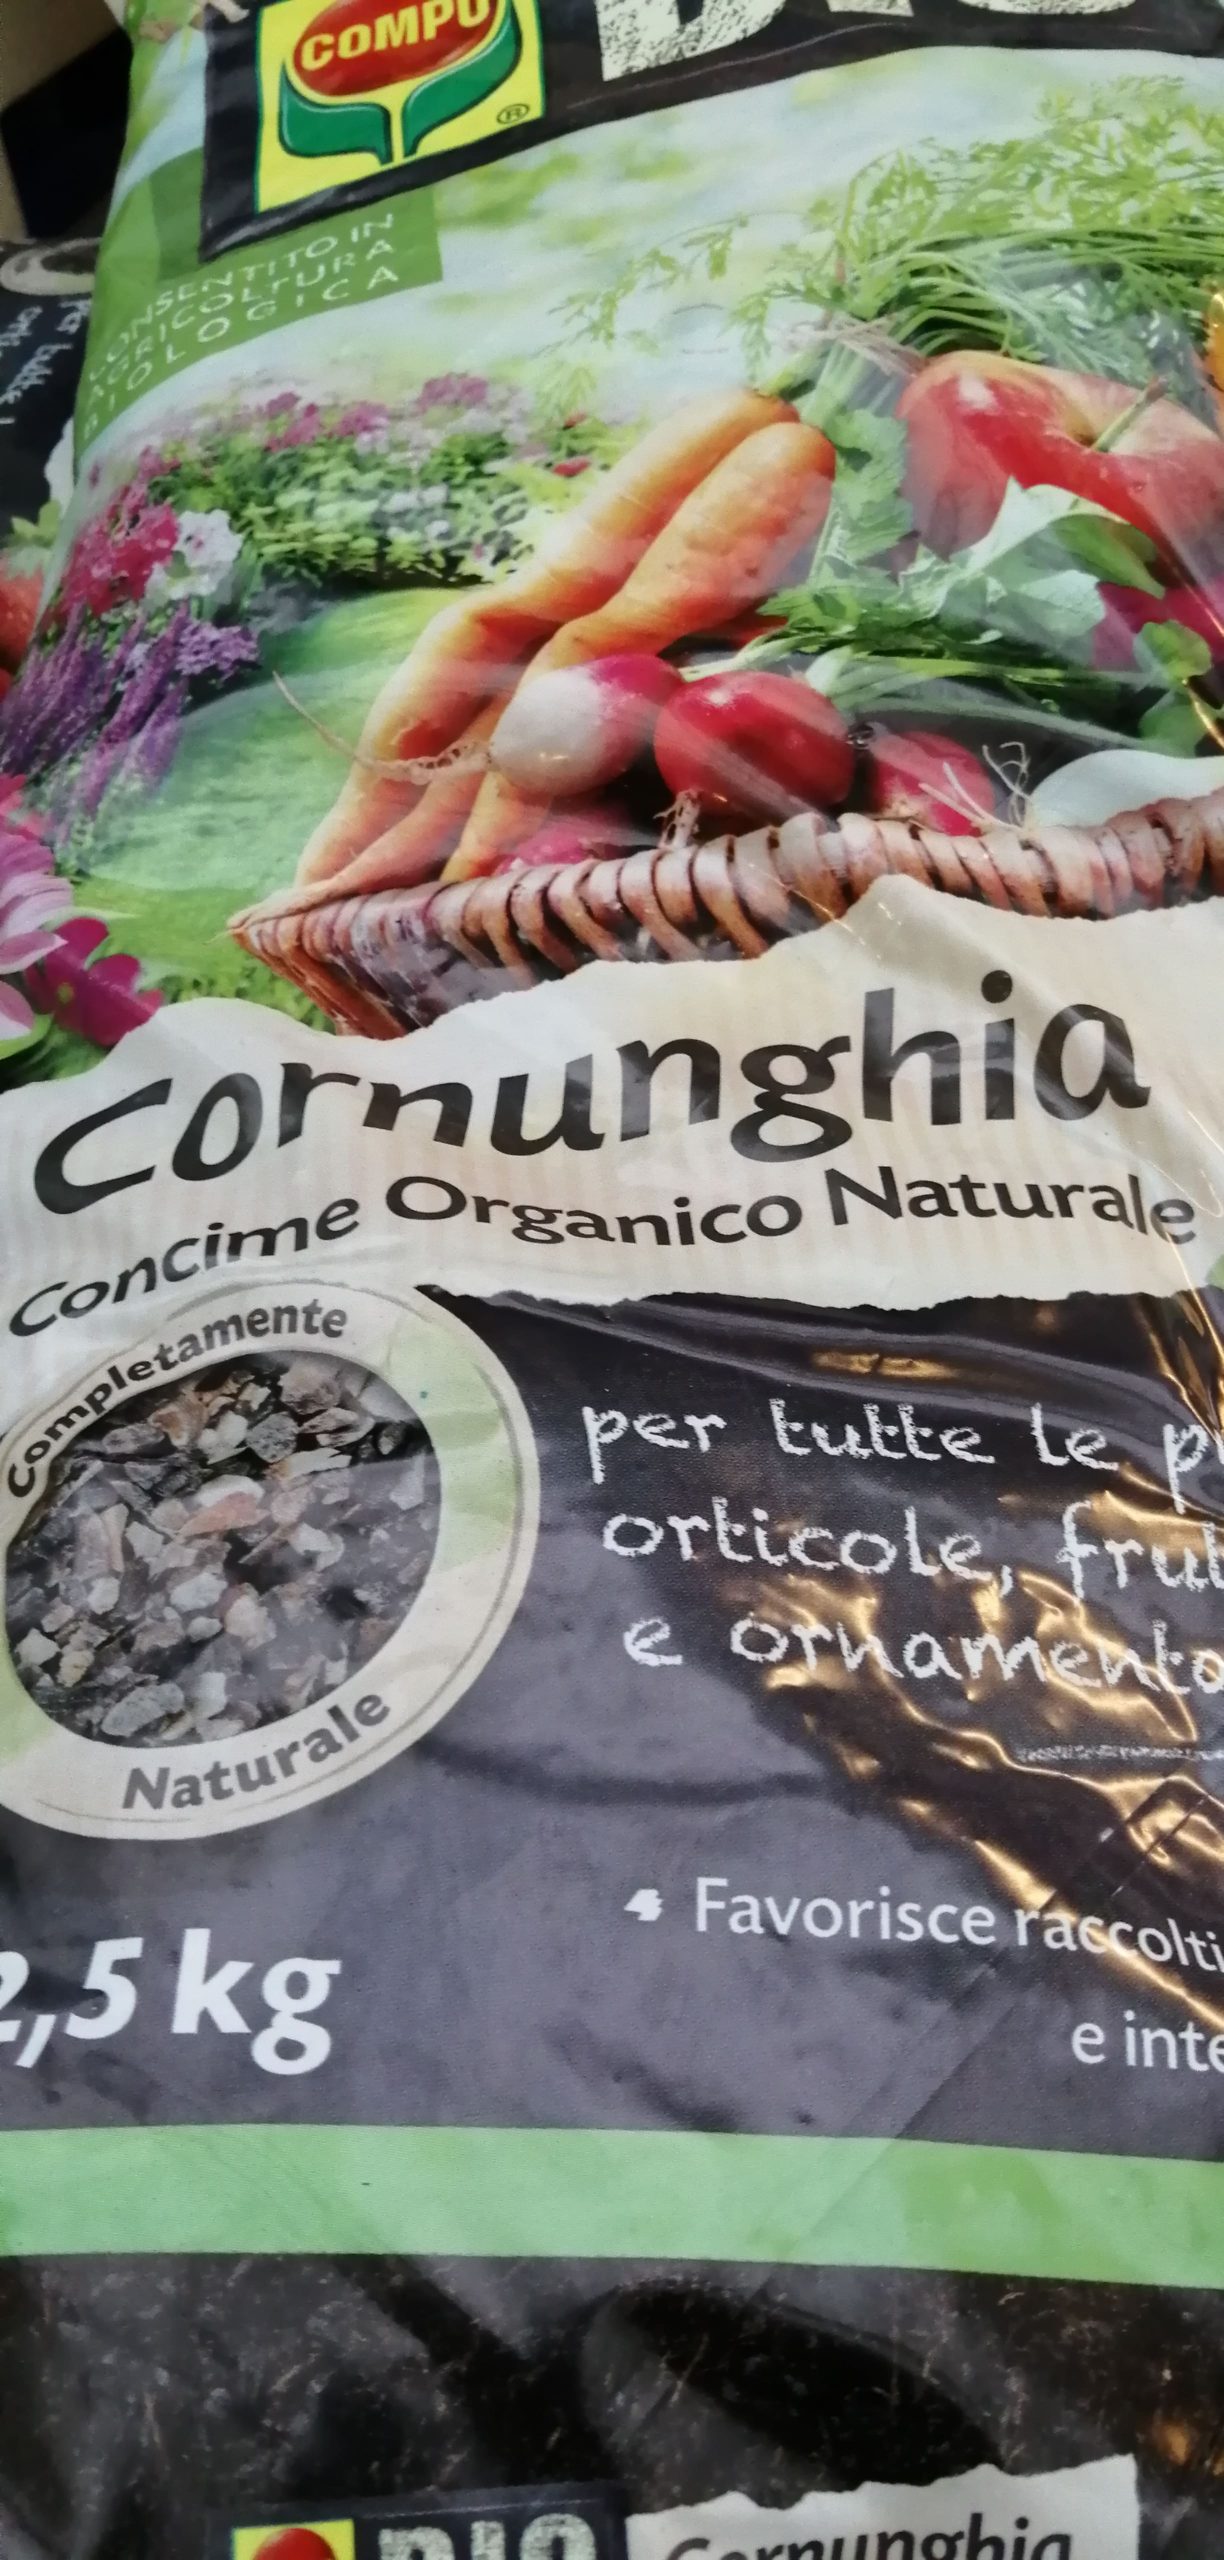 COMPO
®
CONSENTITO IN
AGRICOLTURA
BIOLOGICA
Cornunghia
Concime Organico Naturale
Completamente
Naturale
per tutte le
orticole,
e
Favorisce
e
2,5 kg
BIO
Cornunghia